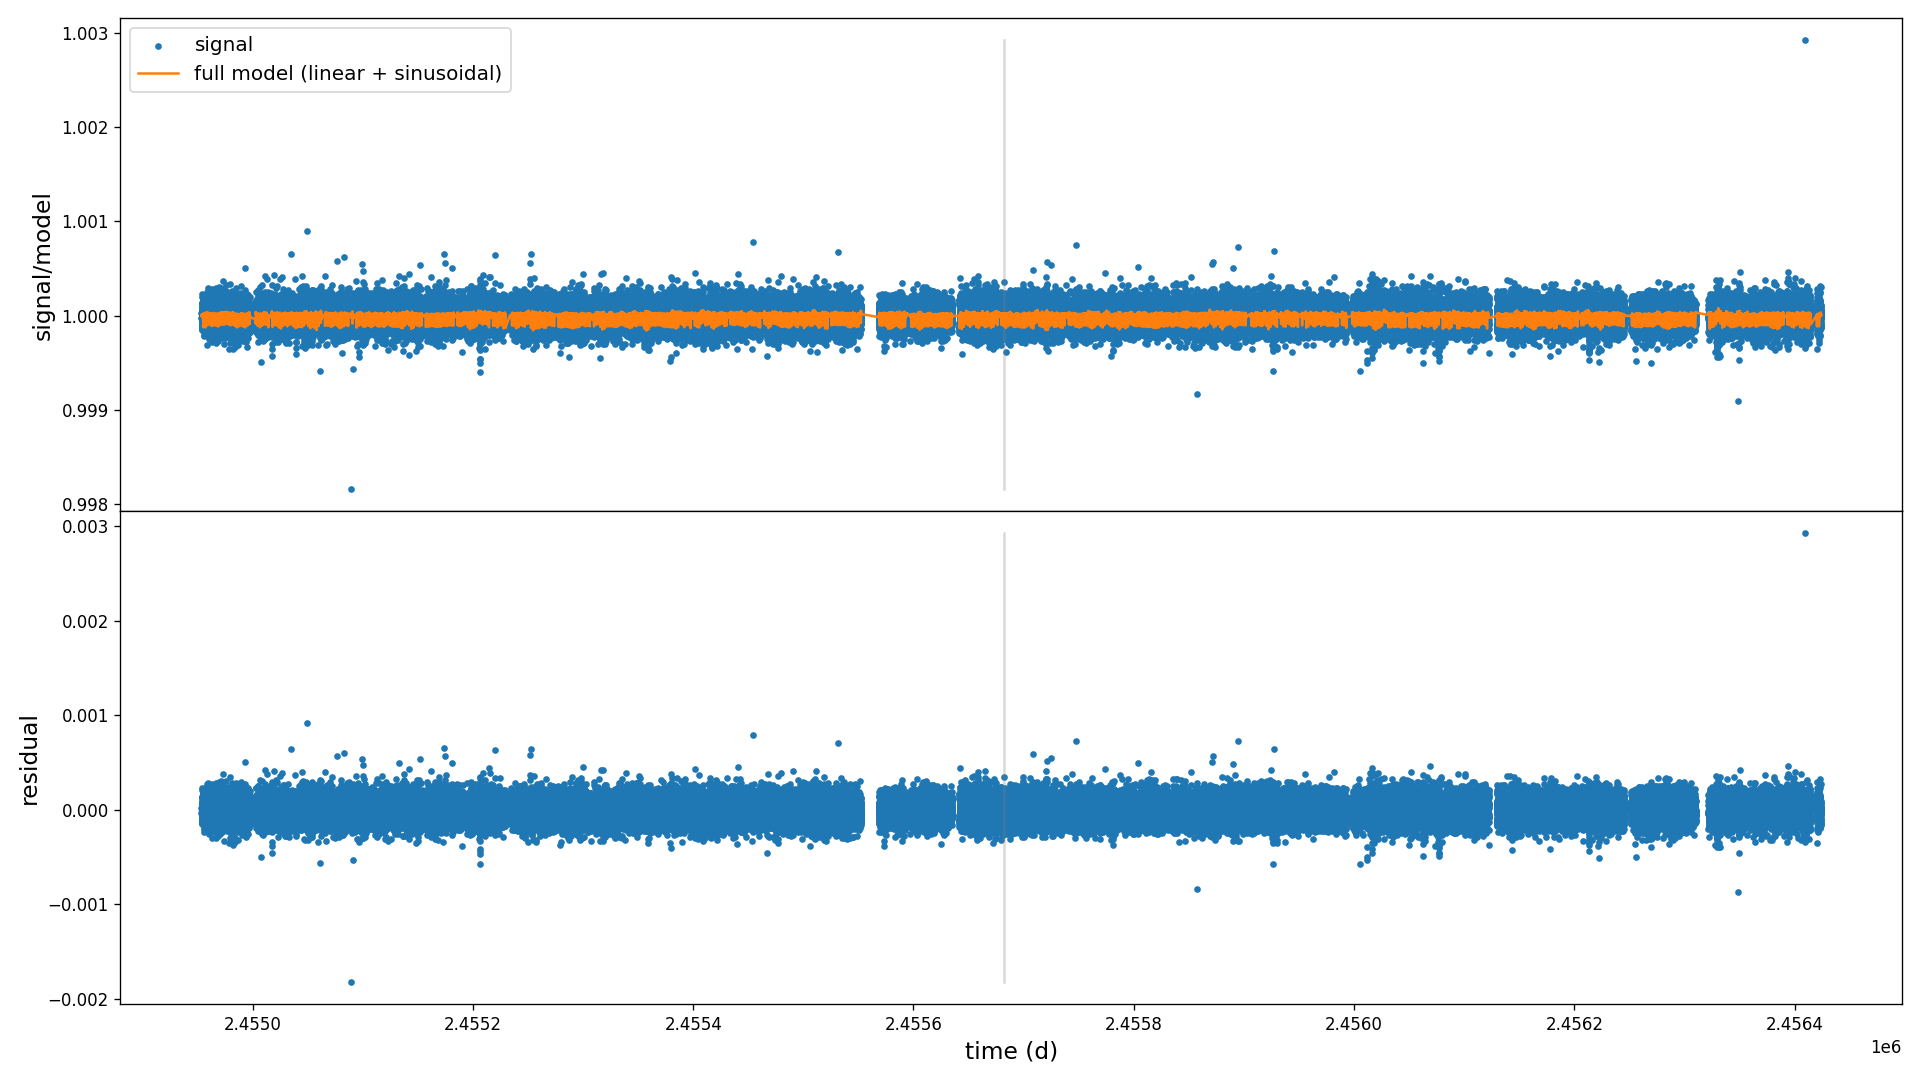 signal
full model (linear + sinusoidal)
signal/model
1.003
1.002
1.001
1.000
0.999
0.998
residual
0.003
0.002
0.001
0.000
−0.001
−0.002
2.4550 2.4552 2.4554 2.4556 2.4558 2.4560 2.4562 2.4564
time (d)
1e6